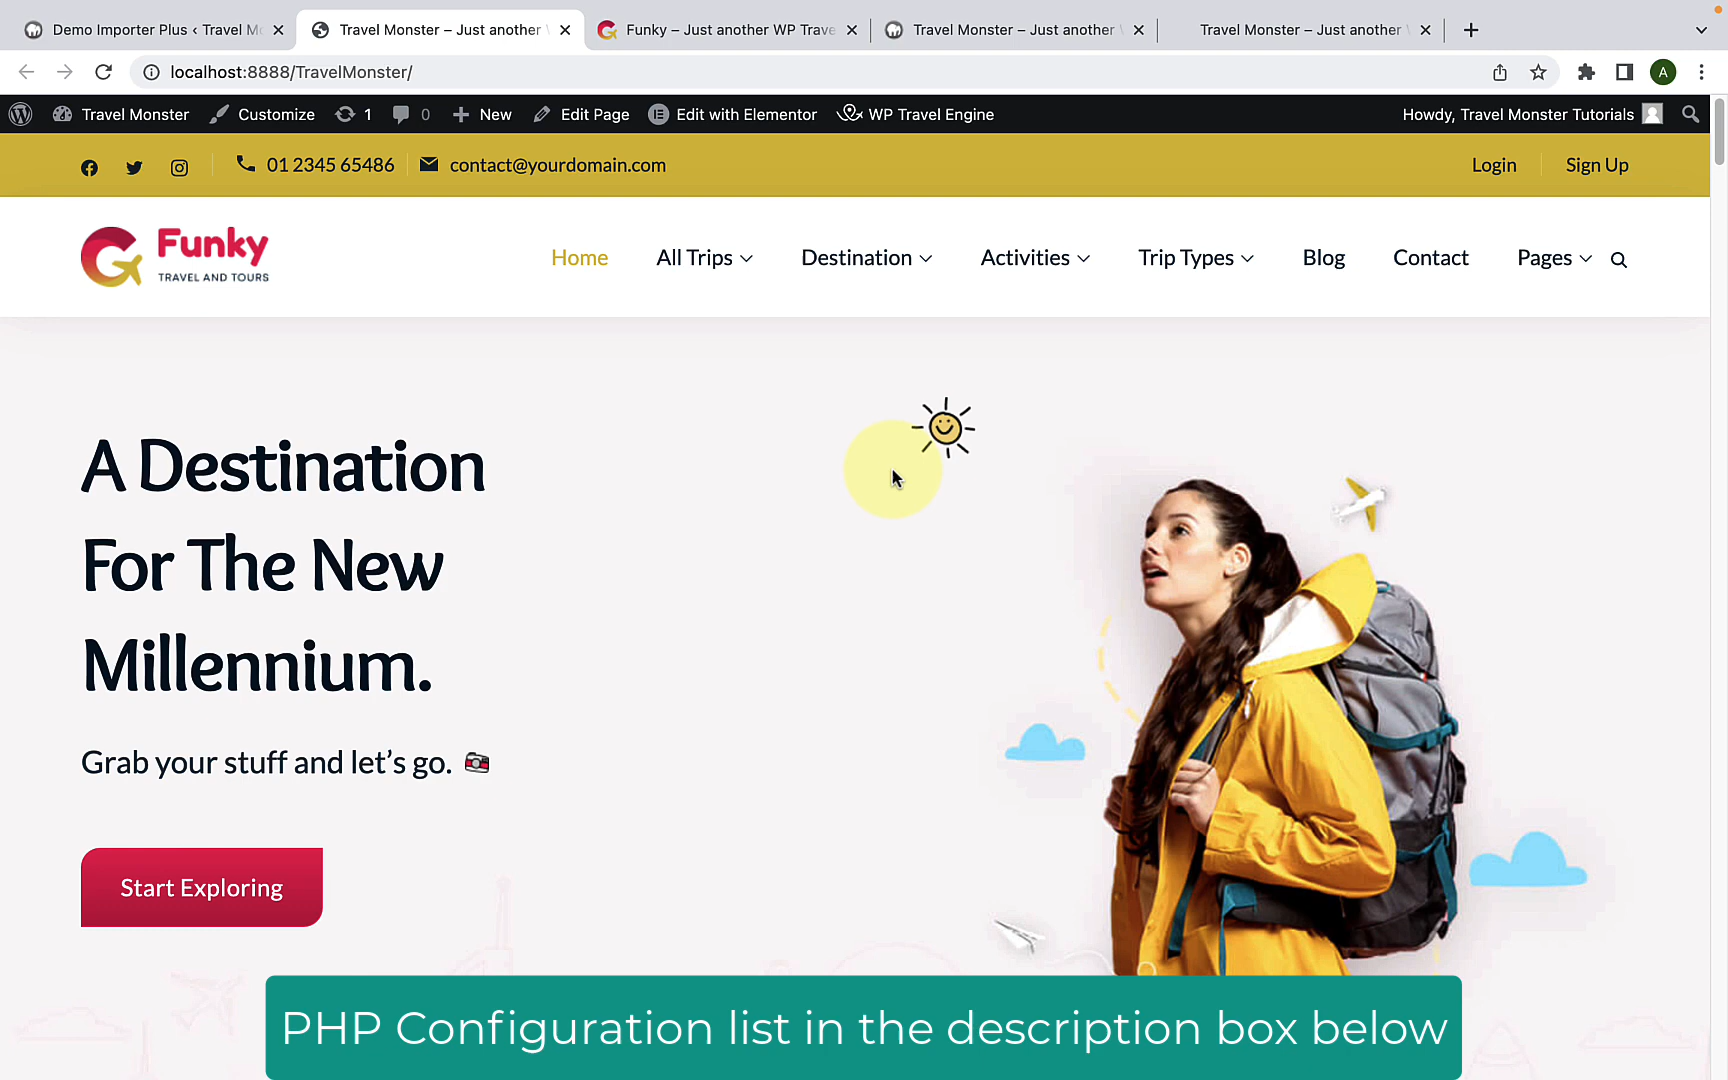 Demo Importer Plus ‹ Travel M
Travel Monster – Just another
Funky – Just another WP Trave
Travel Monster – Just another
Travel Monster – Just another
localhost:8888/TravelMonster/
A
Travel Monster
Customize
1
0
New
Edit Page
Edit with Elementor
WP Travel Engine
Howdy, Travel Monster Tutorials
01 2345 65486
contact@yourdomain.com
Login
Sign Up
Funky
TRAVEL AND TOURS
Home
All Trips
Destination
Activities
Trip Types
Blog
Contact
Pages
A Destination
For The New
Millennium.
Grab your stuff and let’s go.
Start Exploring
PHP Configuration list in the description box below